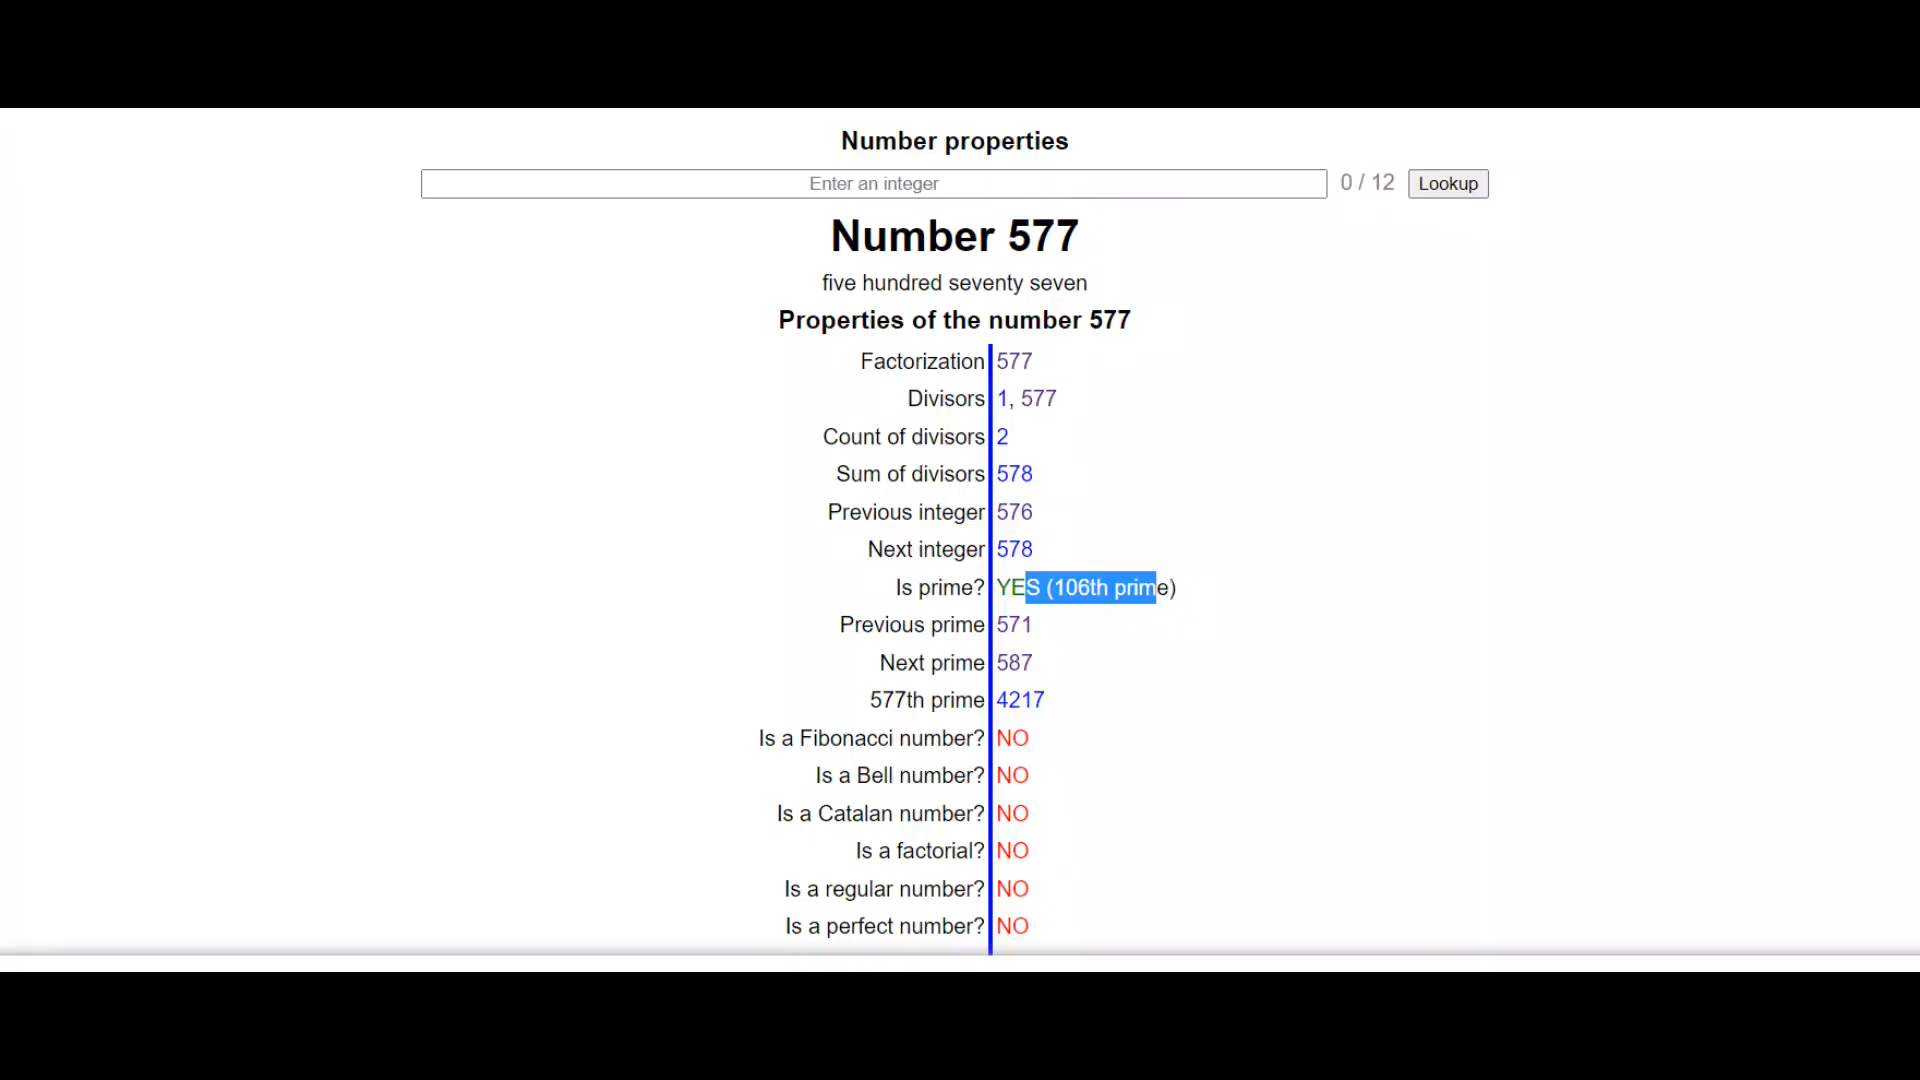 Number properties
Enter an integer 0 / 12 Lookup
Number 577
five hundred seventy seven
Properties of the number 577
Factorization 577
Divisors 1, 577
Count of divisors 2
Sum of divisors 578
Previous integer 576
Next integer 578
Is prime? YES (106th prime)
Previous prime 571
Next prime 587
577th prime 4217
Is a Fibonacci number? NO
Is a Bell number? NO
Is a Catalan number? NO
Is a factorial? NO
Is a regular number? NO
Is a perfect number? NO